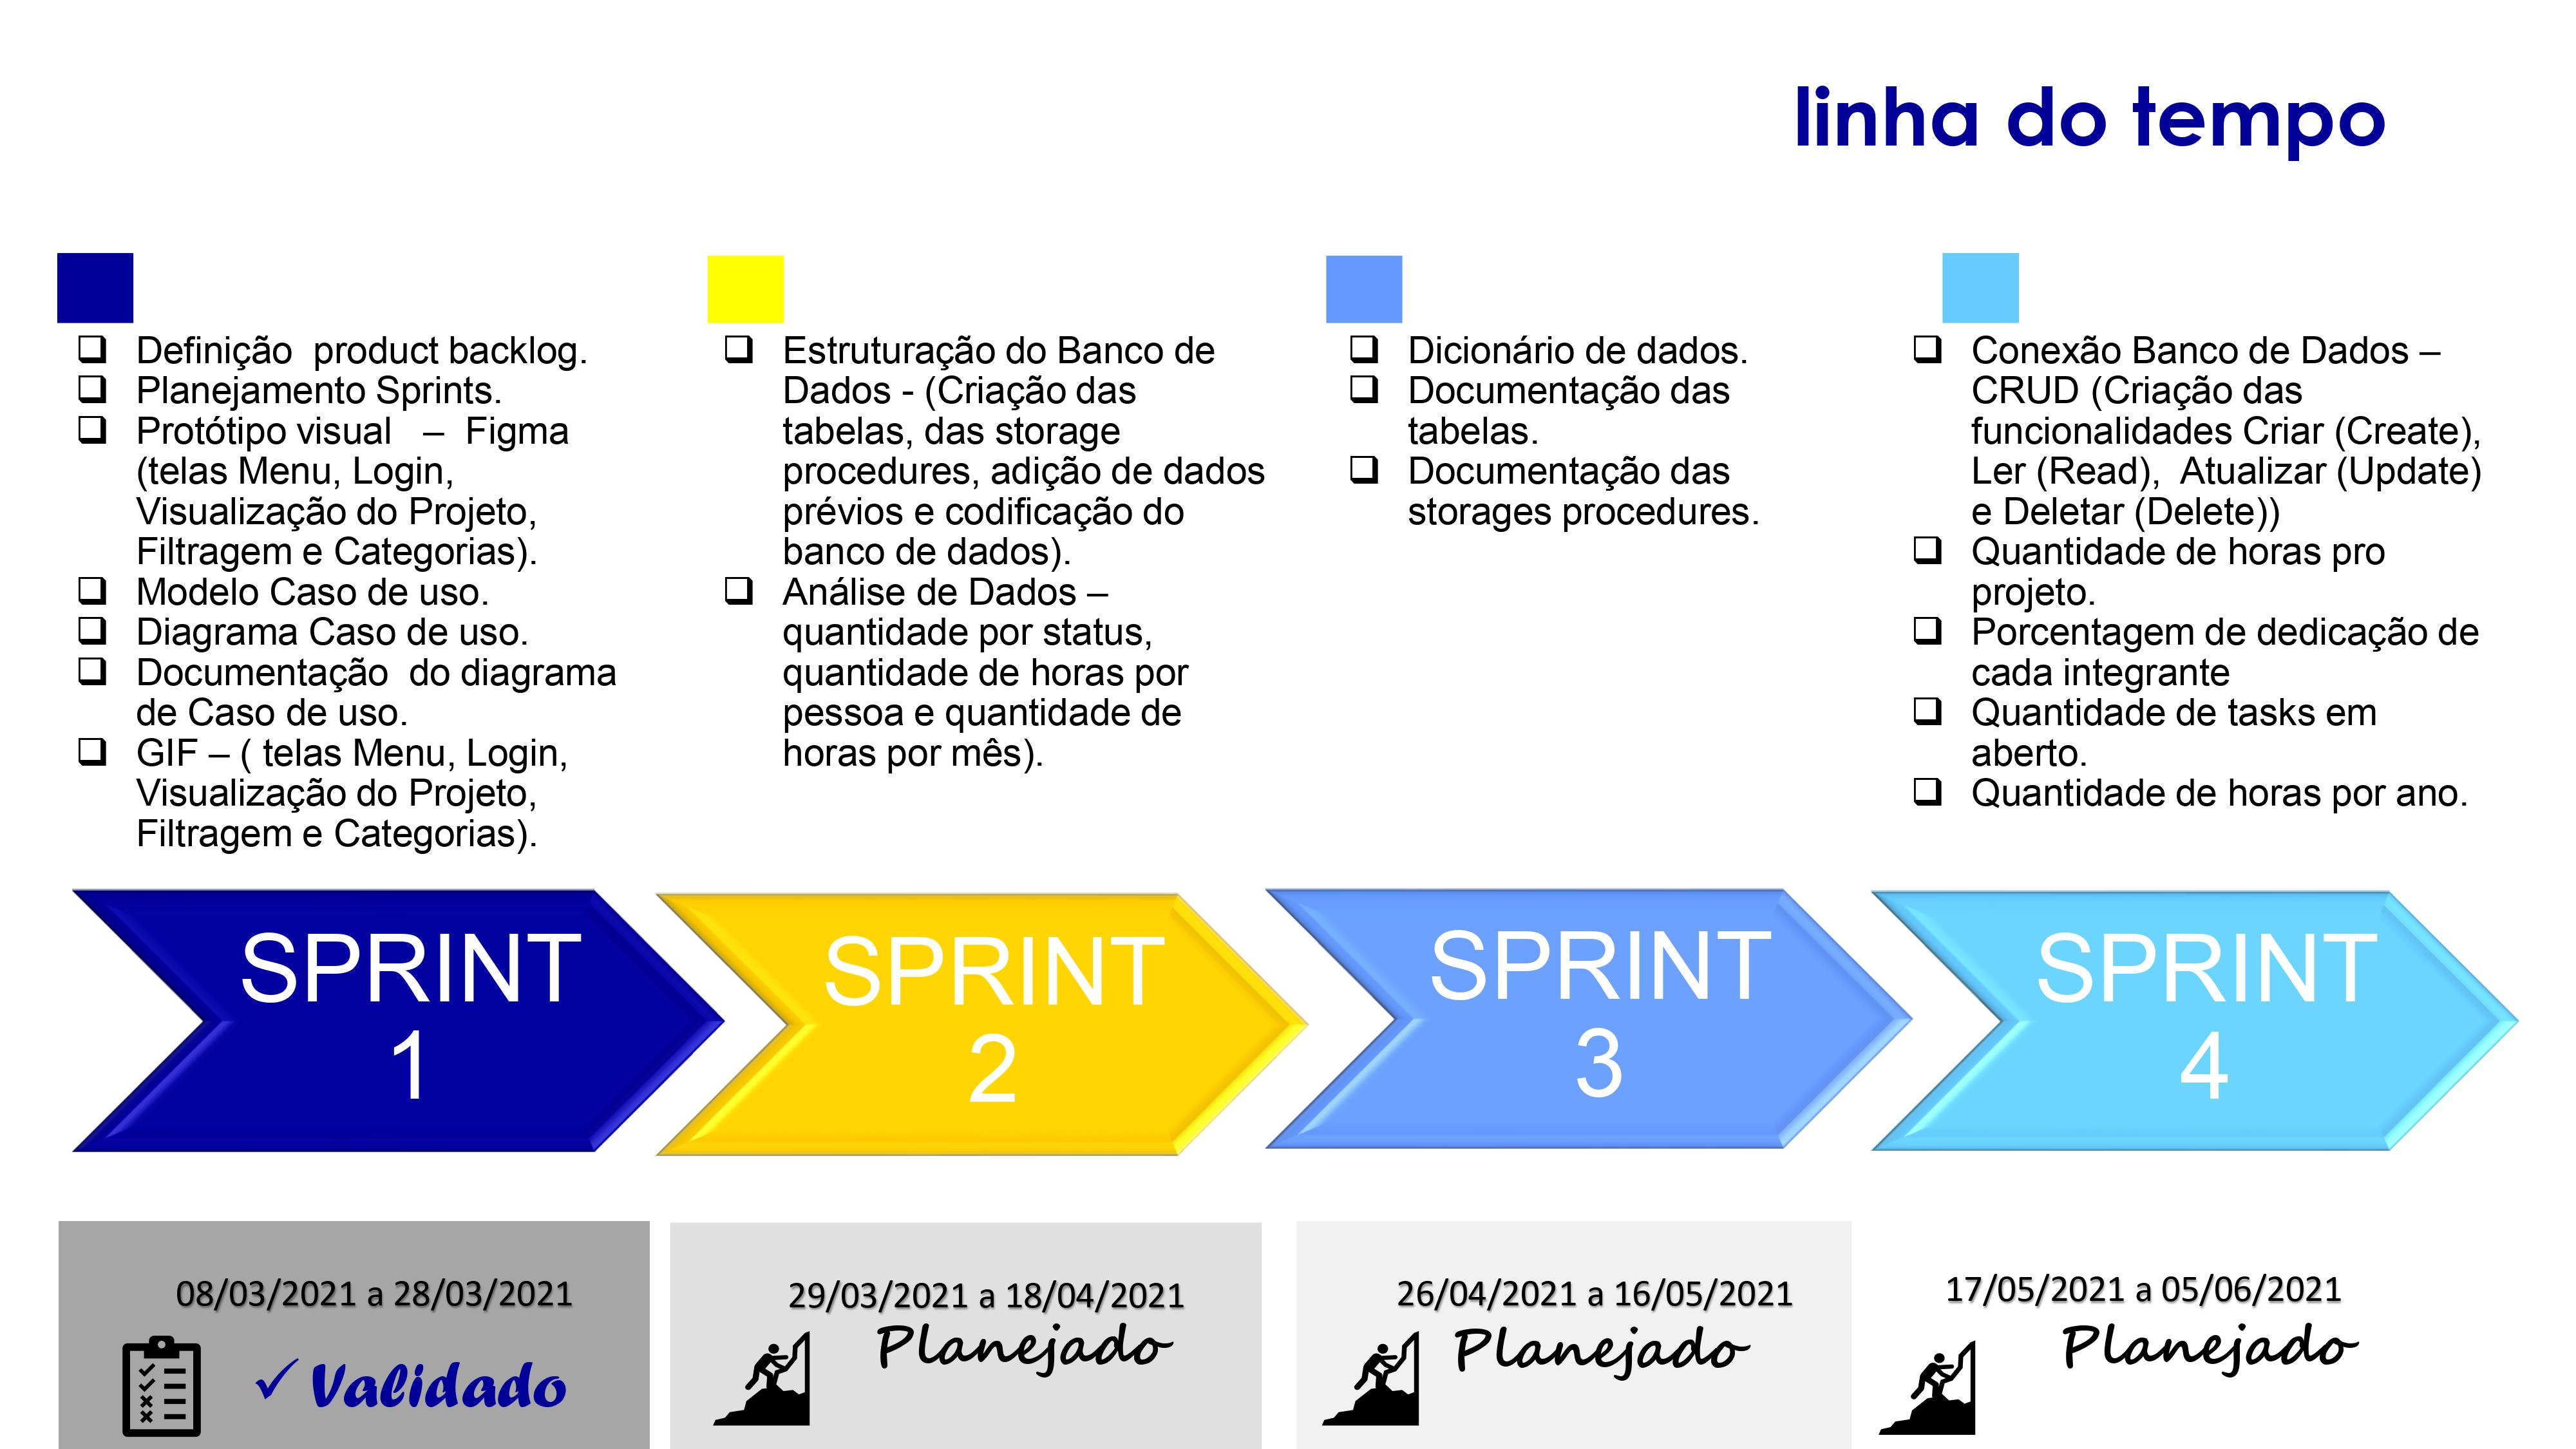 linha do tempo
❑ Definição product backlog.
❑ Planejamento Sprints.
❑ Protótipo visual – Figma
(telas Menu, Login,
Visualização do Projeto,
Filtragem e Categorias).
❑ Modelo Caso de uso.
❑ Diagrama Caso de uso.
❑ Documentação do diagrama
de Caso de uso.
❑ GIF – ( telas Menu, Login,
Visualização do Projeto,
Filtragem e Categorias).
❑ Estruturação do Banco de
Dados - (Criação das
tabelas, das storage
procedures, adição de dados
prévios e codificação do
banco de dados).
❑ Análise de Dados –
quantidade por status,
quantidade de horas por
pessoa e quantidade de
horas por mês).
❑ Dicionário de dados.
❑ Documentação das
tabelas.
❑ Documentação das
storages procedures.
❑ Conexão Banco de Dados –
CRUD (Criação das
funcionalidades Criar (Create),
Ler (Read), Atualizar (Update)
e Deletar (Delete))
❑ Quantidade de horas pro
projeto.
❑ Porcentagem de dedicação de
cada integrante
❑ Quantidade de tasks em
aberto.
❑ Quantidade de horas por ano.
SPRINT
1
SPRINT
2
SPRINT
3
SPRINT
4
08/03/2021 a 28/03/2021
✓ Validado
29/03/2021 a 18/04/2021
Planejado
26/04/2021 a 16/05/2021
Planejado
17/05/2021 a 05/06/2021
Planejado